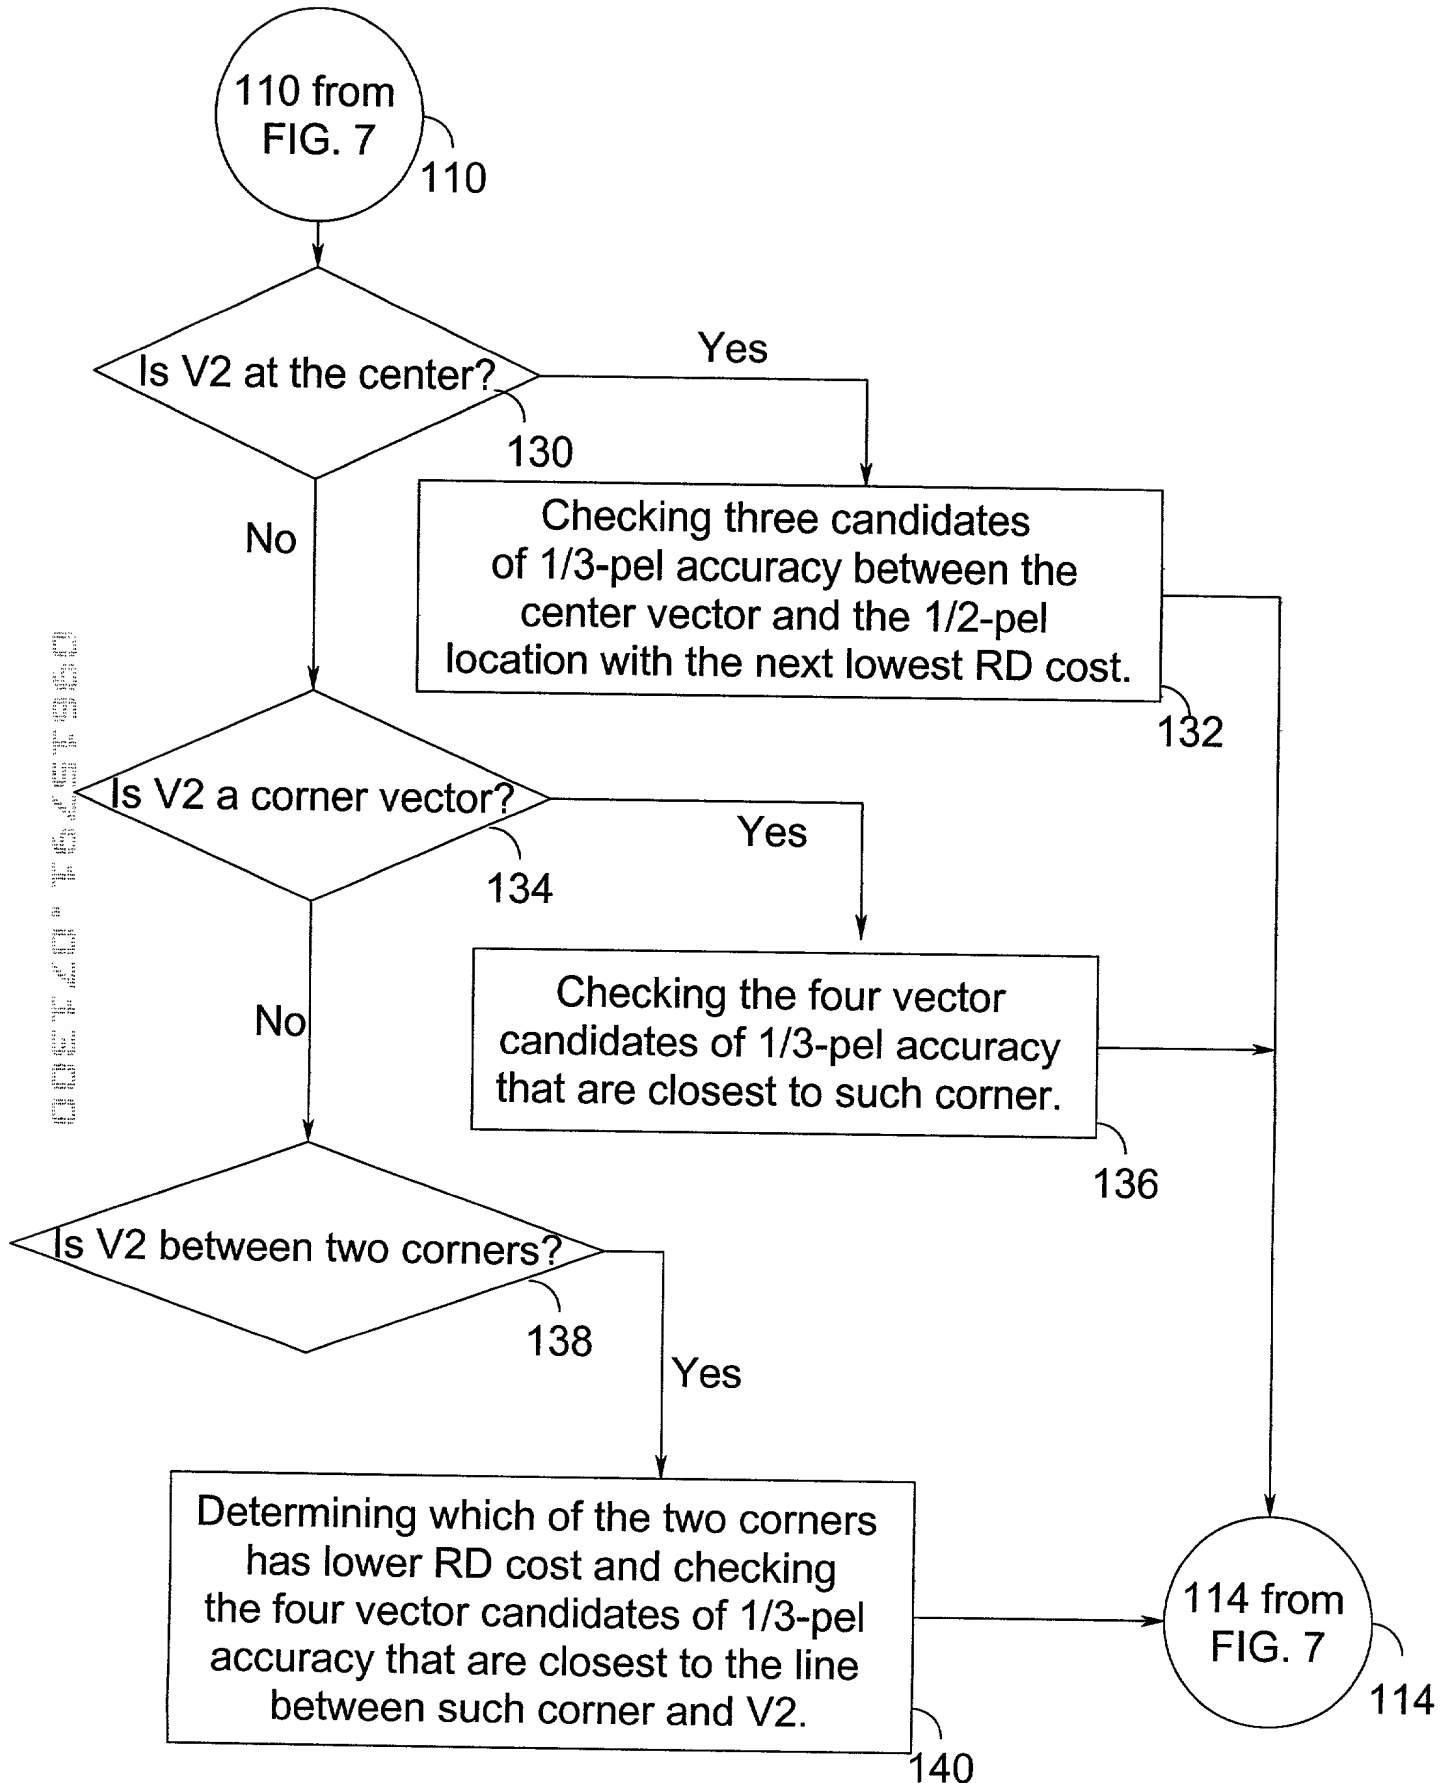 110 from
FIG. 7
110
Is V2 at the center?
Yes
130
No
Checking three candidates
of 1/3-pel accuracy between the
center vector and the 1/2-pel
location with the next lowest RD cost.
132
Is V2 a corner vector?
Yes
134
No
Checking the four vector
candidates of 1/3-pel accuracy
that are closest to such corner.
136
Is V2 between two corners?
138
Yes
Determining which of the two corners
has lower RD cost and checking
the four vector candidates of 1/3-pel
accuracy that are closest to the line
between such corner and V2.
140
114 from
FIG. 7
114